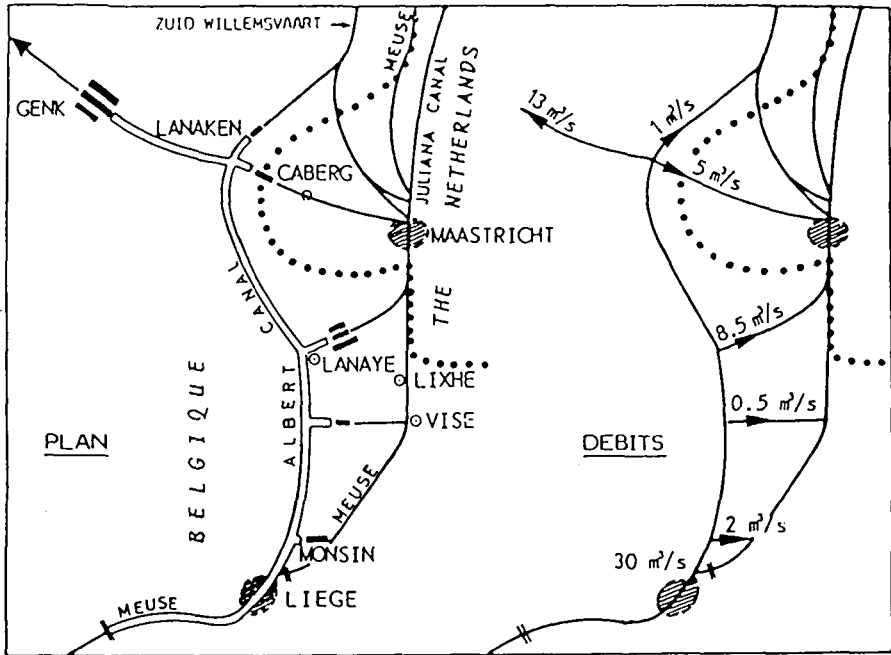 ZUID WILLEMSVAART
MEUSE
JULIANA CANAL
NETHERLANDS
GENK
LANAKEN
CABERG
MAASTRICHT
THE
CANAL
LANAYE
LIXHE
BELGIQUE
ALBERT
VISE
PLAN
MEUSE
MONSIN
LIEGE
MEUSE
13 m³/s
1 m³/s
5 m³/s
8.5 m³/s
0.5 m³/s
DEBITS
2 m³/s
30 m³/s